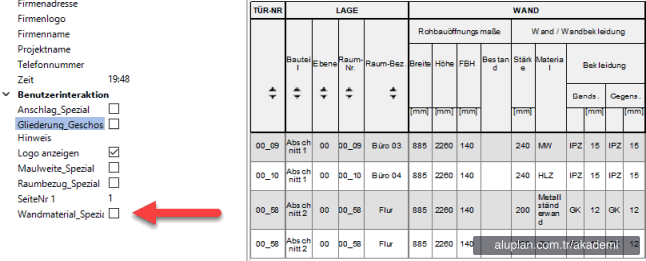 Firmenadresse
Firmenlogo
Firmenname
Projektname
Telefonnummer
Zeit 19:48
Benutzerinteraktion
Anschlag_Spezial
Gliederung_Geschos
Hinweis
Logo anzeigen
Maulweite_Spezial
Raumbezug_Spezial
SeiteNr 1 1
Wandmaterial_Spezia
TÜR-NR LAGE WAND
Rohbauöffnungsmaße Wand / Wandbekleidung
Bauteil Ebene Raum-Nr. Raum-Bez. Breite Höhe FBH Bestand Stärke Material Bekleidung
Bands. Gegens.
[mm] [mm] [mm] [mm] [mm] [mm]
00_09 Abschnitt 1 00 00_09 Büro 03 885 2260 140 240 MW IPZ 15 IPZ 15
00_10 Abschnitt 1 00 00_10 Büro 04 885 2260 140 240 HLZ IPZ 15 IPZ 15
00_58 Abschnitt 2 00 00_58 Flur 885 2260 140 200 Metallständerwand GK 12 GK 12
00_58 Abschnitt 2 00 00_58 Flur 885 2260 140 12
aluplan.com.tr/akademi